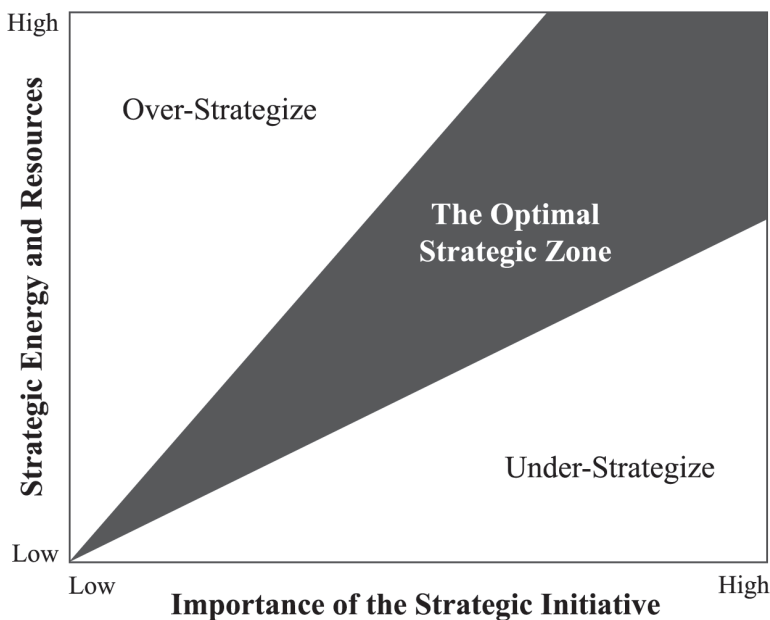 High
Over-Strategize
Strategic Energy and Resources
The Optimal
Strategic Zone
Under-Strategize
Low
Low
High
Importance of the Strategic Initiative